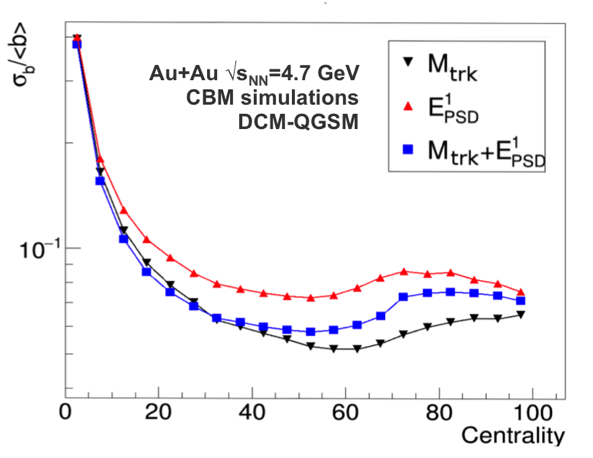 σb/<b>
Au+Au √sNN=4.7 GeV
CBM simulations
DCM-QGSM
Mtrk
E1PSD
Mtrk+E1PSD
10−1
0 20 40 60 80 100
Centrality